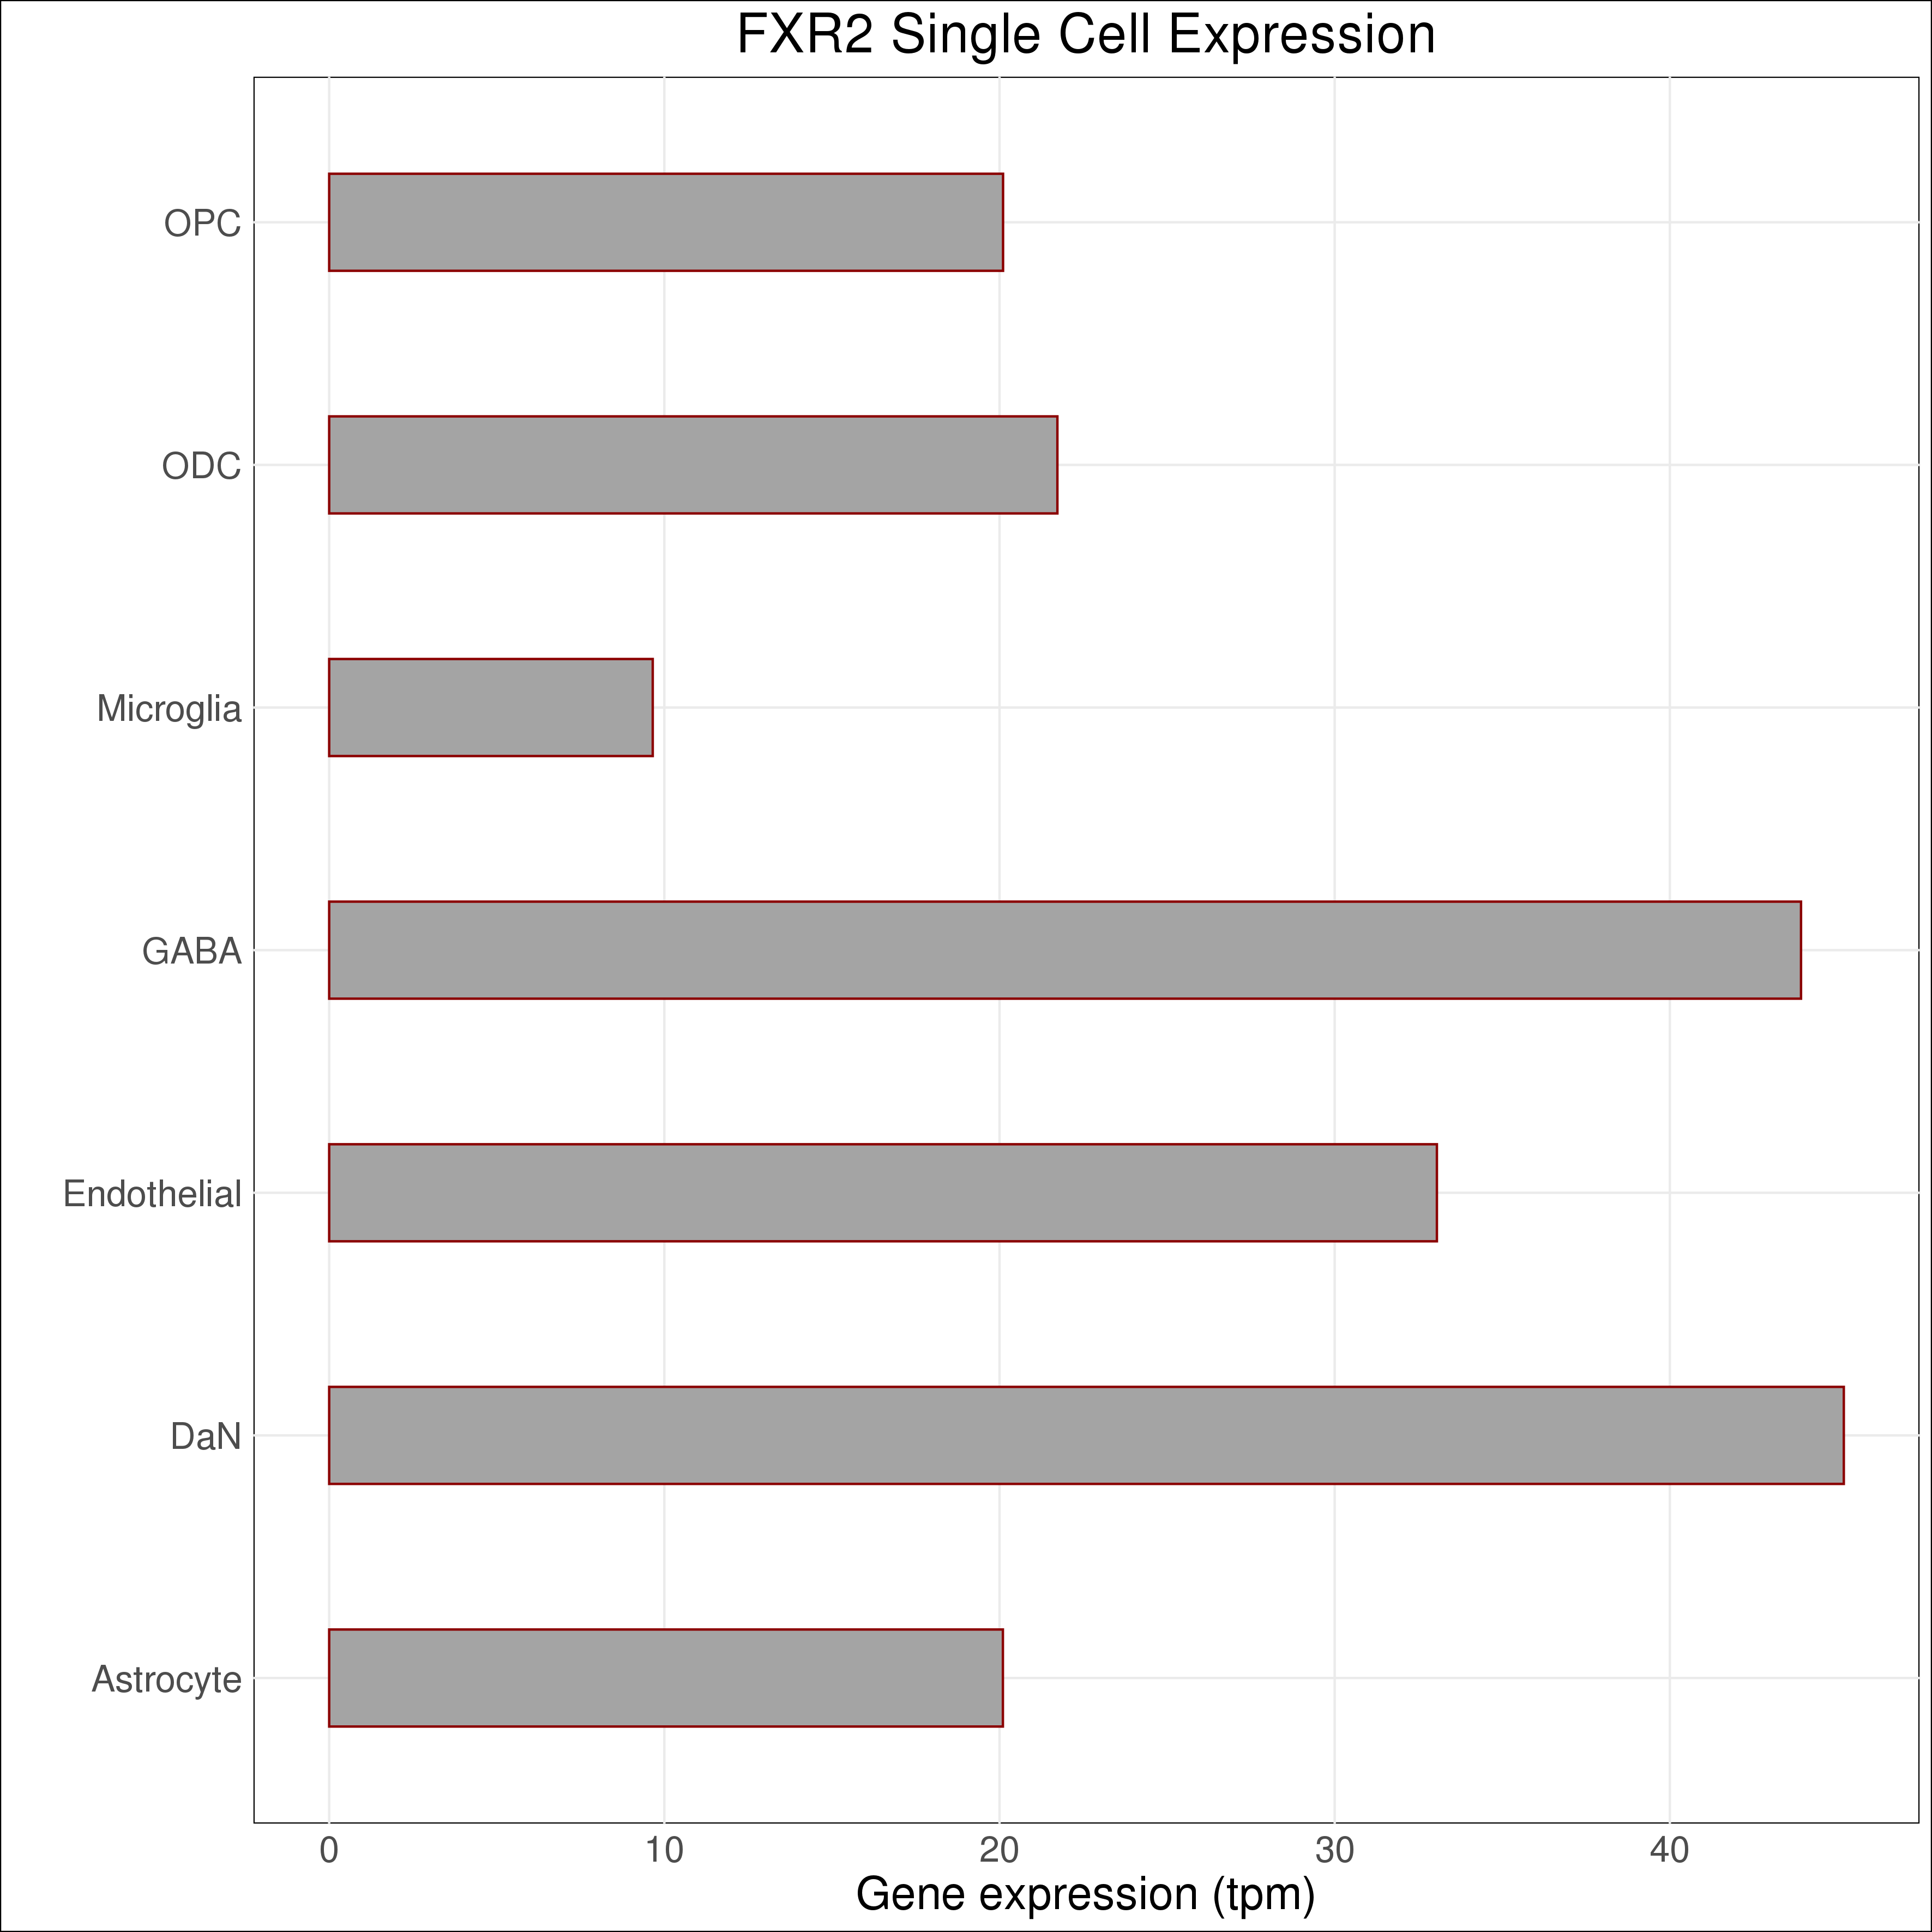 FXR2 Single Cell Expression
OPC
ODC
Microglia
GABA
Endothelial
DaN
Astrocyte
0 10 20 30 40
Gene expression (tpm)